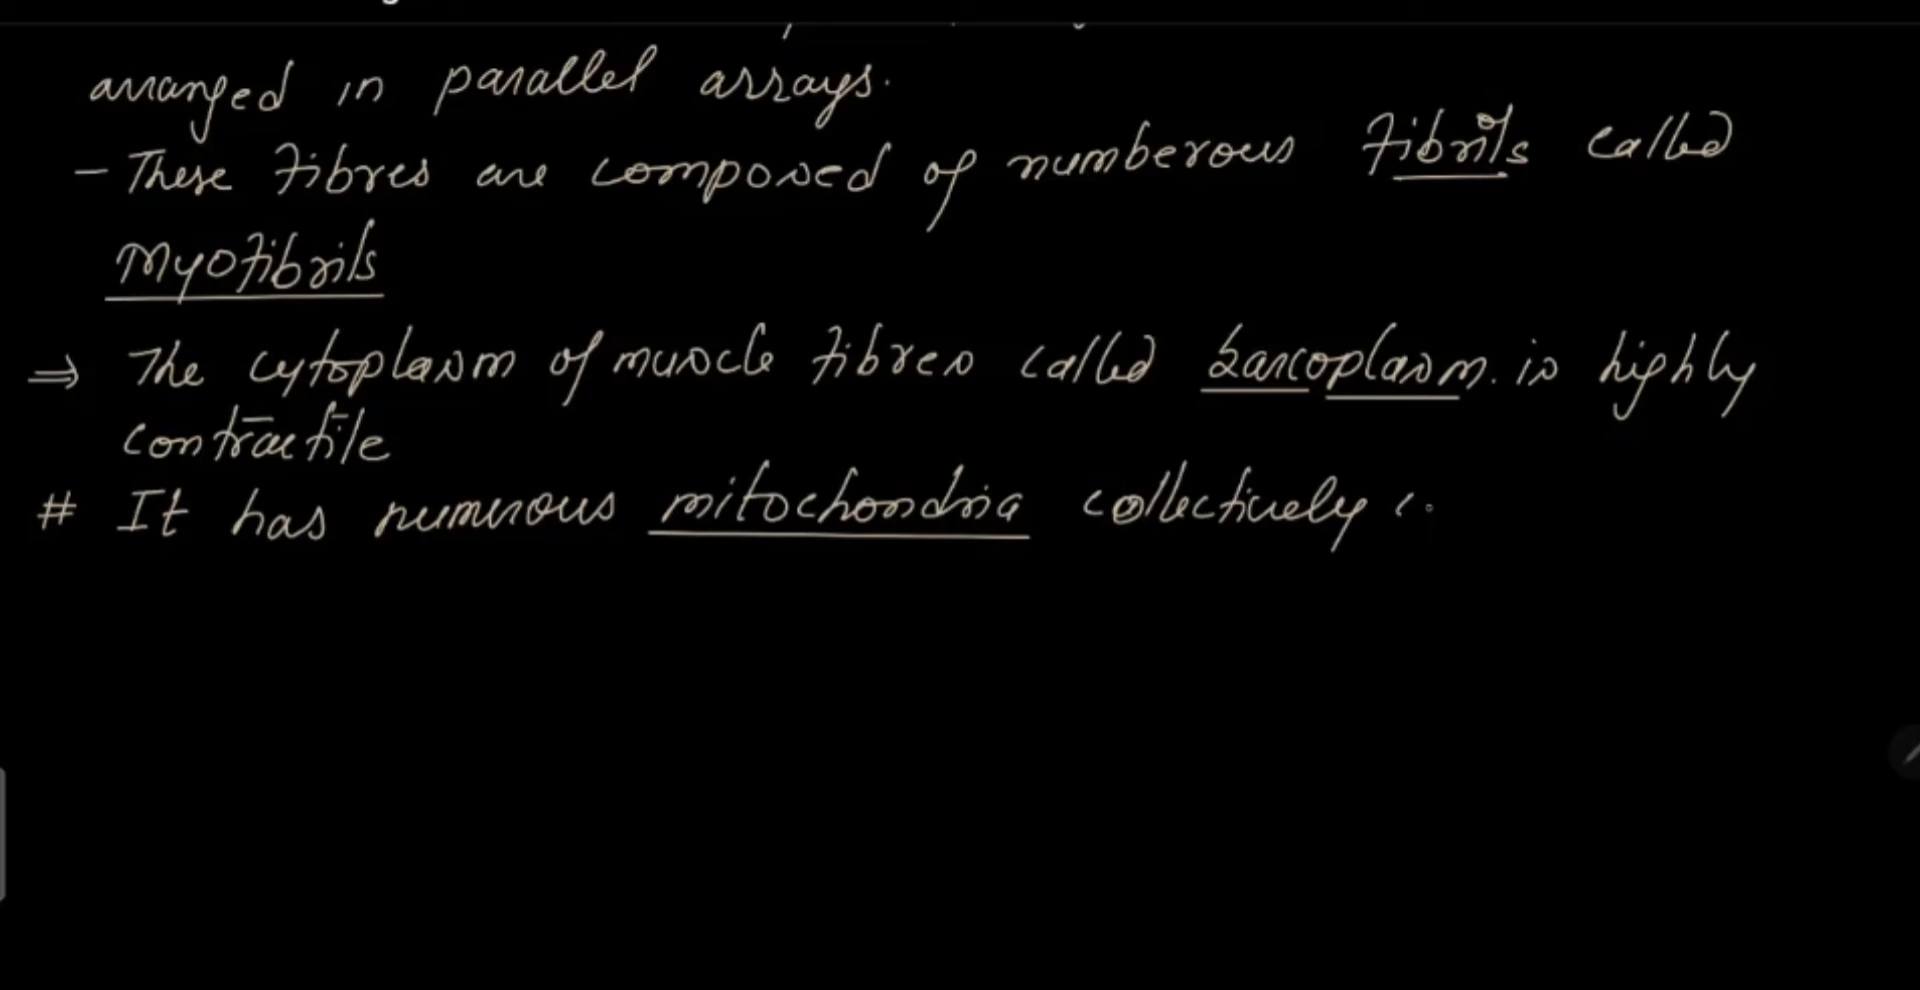 arranged in parallel arrays.
- These fibres are composed of numberous fibrils called
Myofibrils
⇒ The cytoplasm of muscle fibres called Sarcoplasm. is highly
contractile
# It has numerous mitochondria collectively